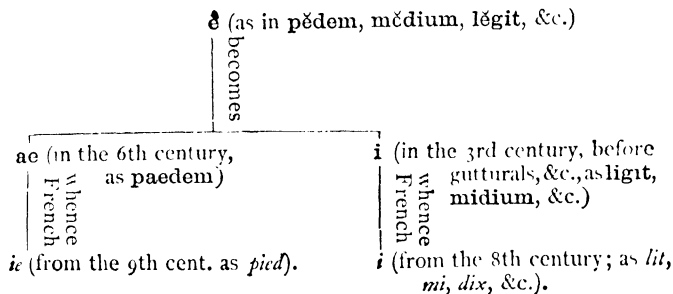 ĕ (as in pĕdem, mĕdium, lĕgit, &c.)
becomes
ae (in the 6th century,
as paedem)
whence
French
ie (from the 9th cent. as pied).
i (in the 3rd century, before
gutturals, &c., as ligit,
midium, &c.)
whence
French
i (from the 8th century; as lit,
mi, dix, &c.).